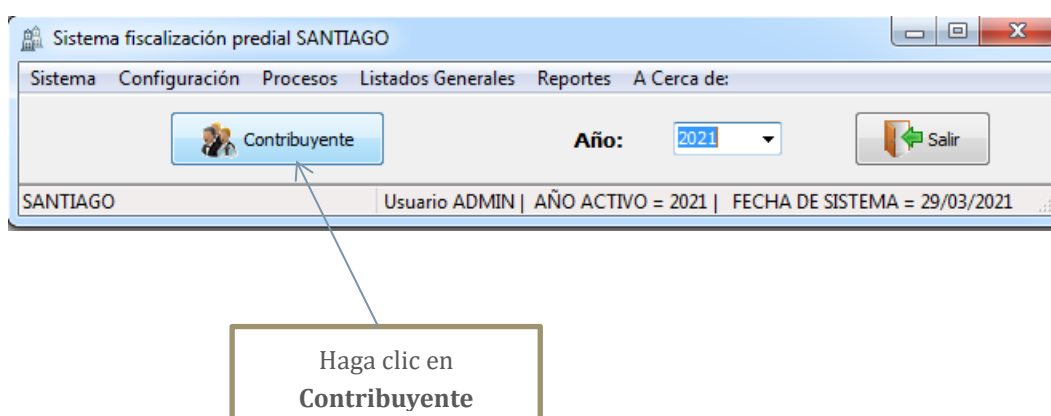 Sistema fiscalización predial SANTIAGO
Sistema Configuración Procesos Listados Generales Reportes A Cerca de:
Contribuyente Año: 2021 Salir
SANTIAGO Usuario ADMIN | AÑO ACTIVO = 2021 | FECHA DE SISTEMA = 29/03/2021
Haga clic en
Contribuyente